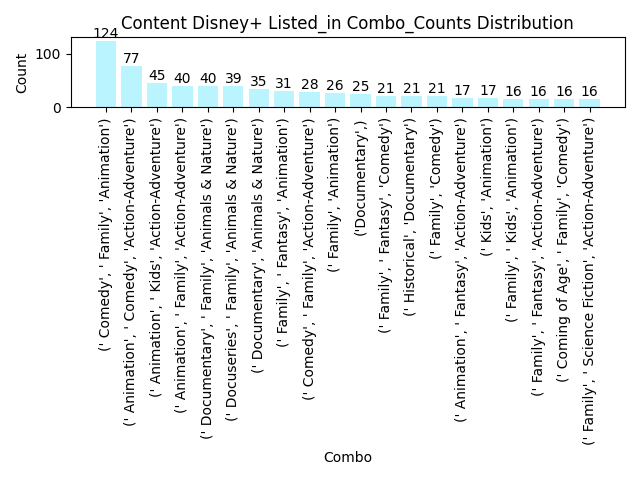 Content Disney+ Listed_in Combo_Counts Distribution
Count
100
0
124
77
45
40
40
39
35
31
28
26
25
21
21
21
17
17
16
16
16
16
(' Comedy', ' Family', 'Animation')
(' Animation', ' Comedy', 'Action-Adventure')
(' Animation', ' Kids', 'Action-Adventure')
(' Animation', ' Family', 'Action-Adventure')
(' Documentary', ' Family', 'Animals & Nature')
(' Docuseries', ' Family', 'Animals & Nature')
(' Documentary', 'Animals & Nature')
(' Family', ' Fantasy', 'Animation')
(' Comedy', ' Family', 'Action-Adventure')
(' Family', 'Animation')
('Documentary',)
(' Family', ' Fantasy', 'Comedy')
(' Historical', 'Documentary')
(' Family', 'Comedy')
(' Animation', ' Fantasy', 'Action-Adventure')
(' Kids', 'Animation')
(' Family', ' Kids', 'Animation')
(' Family', ' Fantasy', 'Action-Adventure')
(' Coming of Age', ' Family', 'Comedy')
(' Family', ' Science Fiction', 'Action-Adventure')
Combo